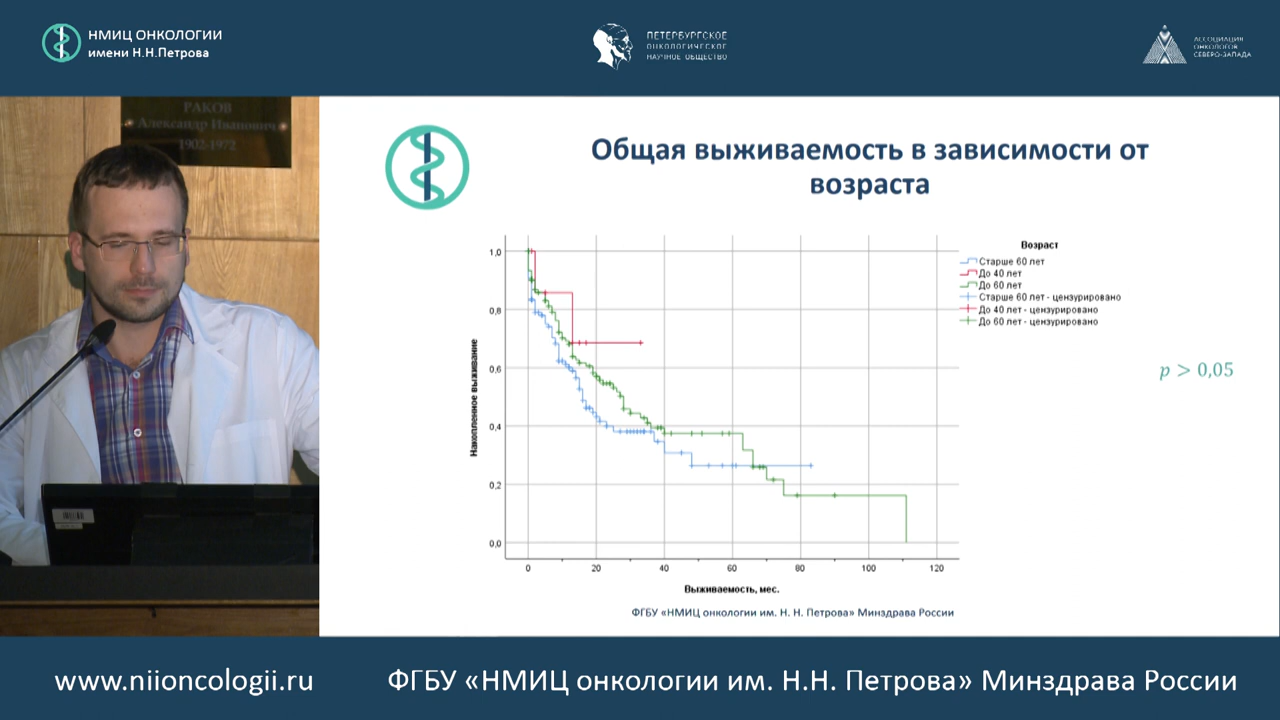 НМИЦ ОНКОЛОГИИ
имени Н.Н.Петрова
ПЕТЕРБУРГСКОЕ
ОНКОЛОГИЧЕСКОЕ
НАУЧНОЕ ОБЩЕСТВО
АССОЦИАЦИЯ
ОНКОЛОГОВ
СЕВЕРО-ЗАПАДА
РАКОВ
Александр Иванович
1902-1972
Общая выживаемость в зависимости от
возраста
Возраст
Старше 60 лет
До 40 лет
До 60 лет
Старше 60 лет - цензурировано
До 40 лет - цензурировано
До 60 лет - цензурировано
p > 0,05
Накопленное выживание
1,0
0,8
0,6
0,4
0,2
0,0
0 20 40 60 80 100 120
Выживаемость, мес.
ФГБУ «НМИЦ онкологии им. Н. Н. Петрова» Минздрава России
www.niioncologii.ru
ФГБУ «НМИЦ онкологии им. Н.Н. Петрова» Минздрава России